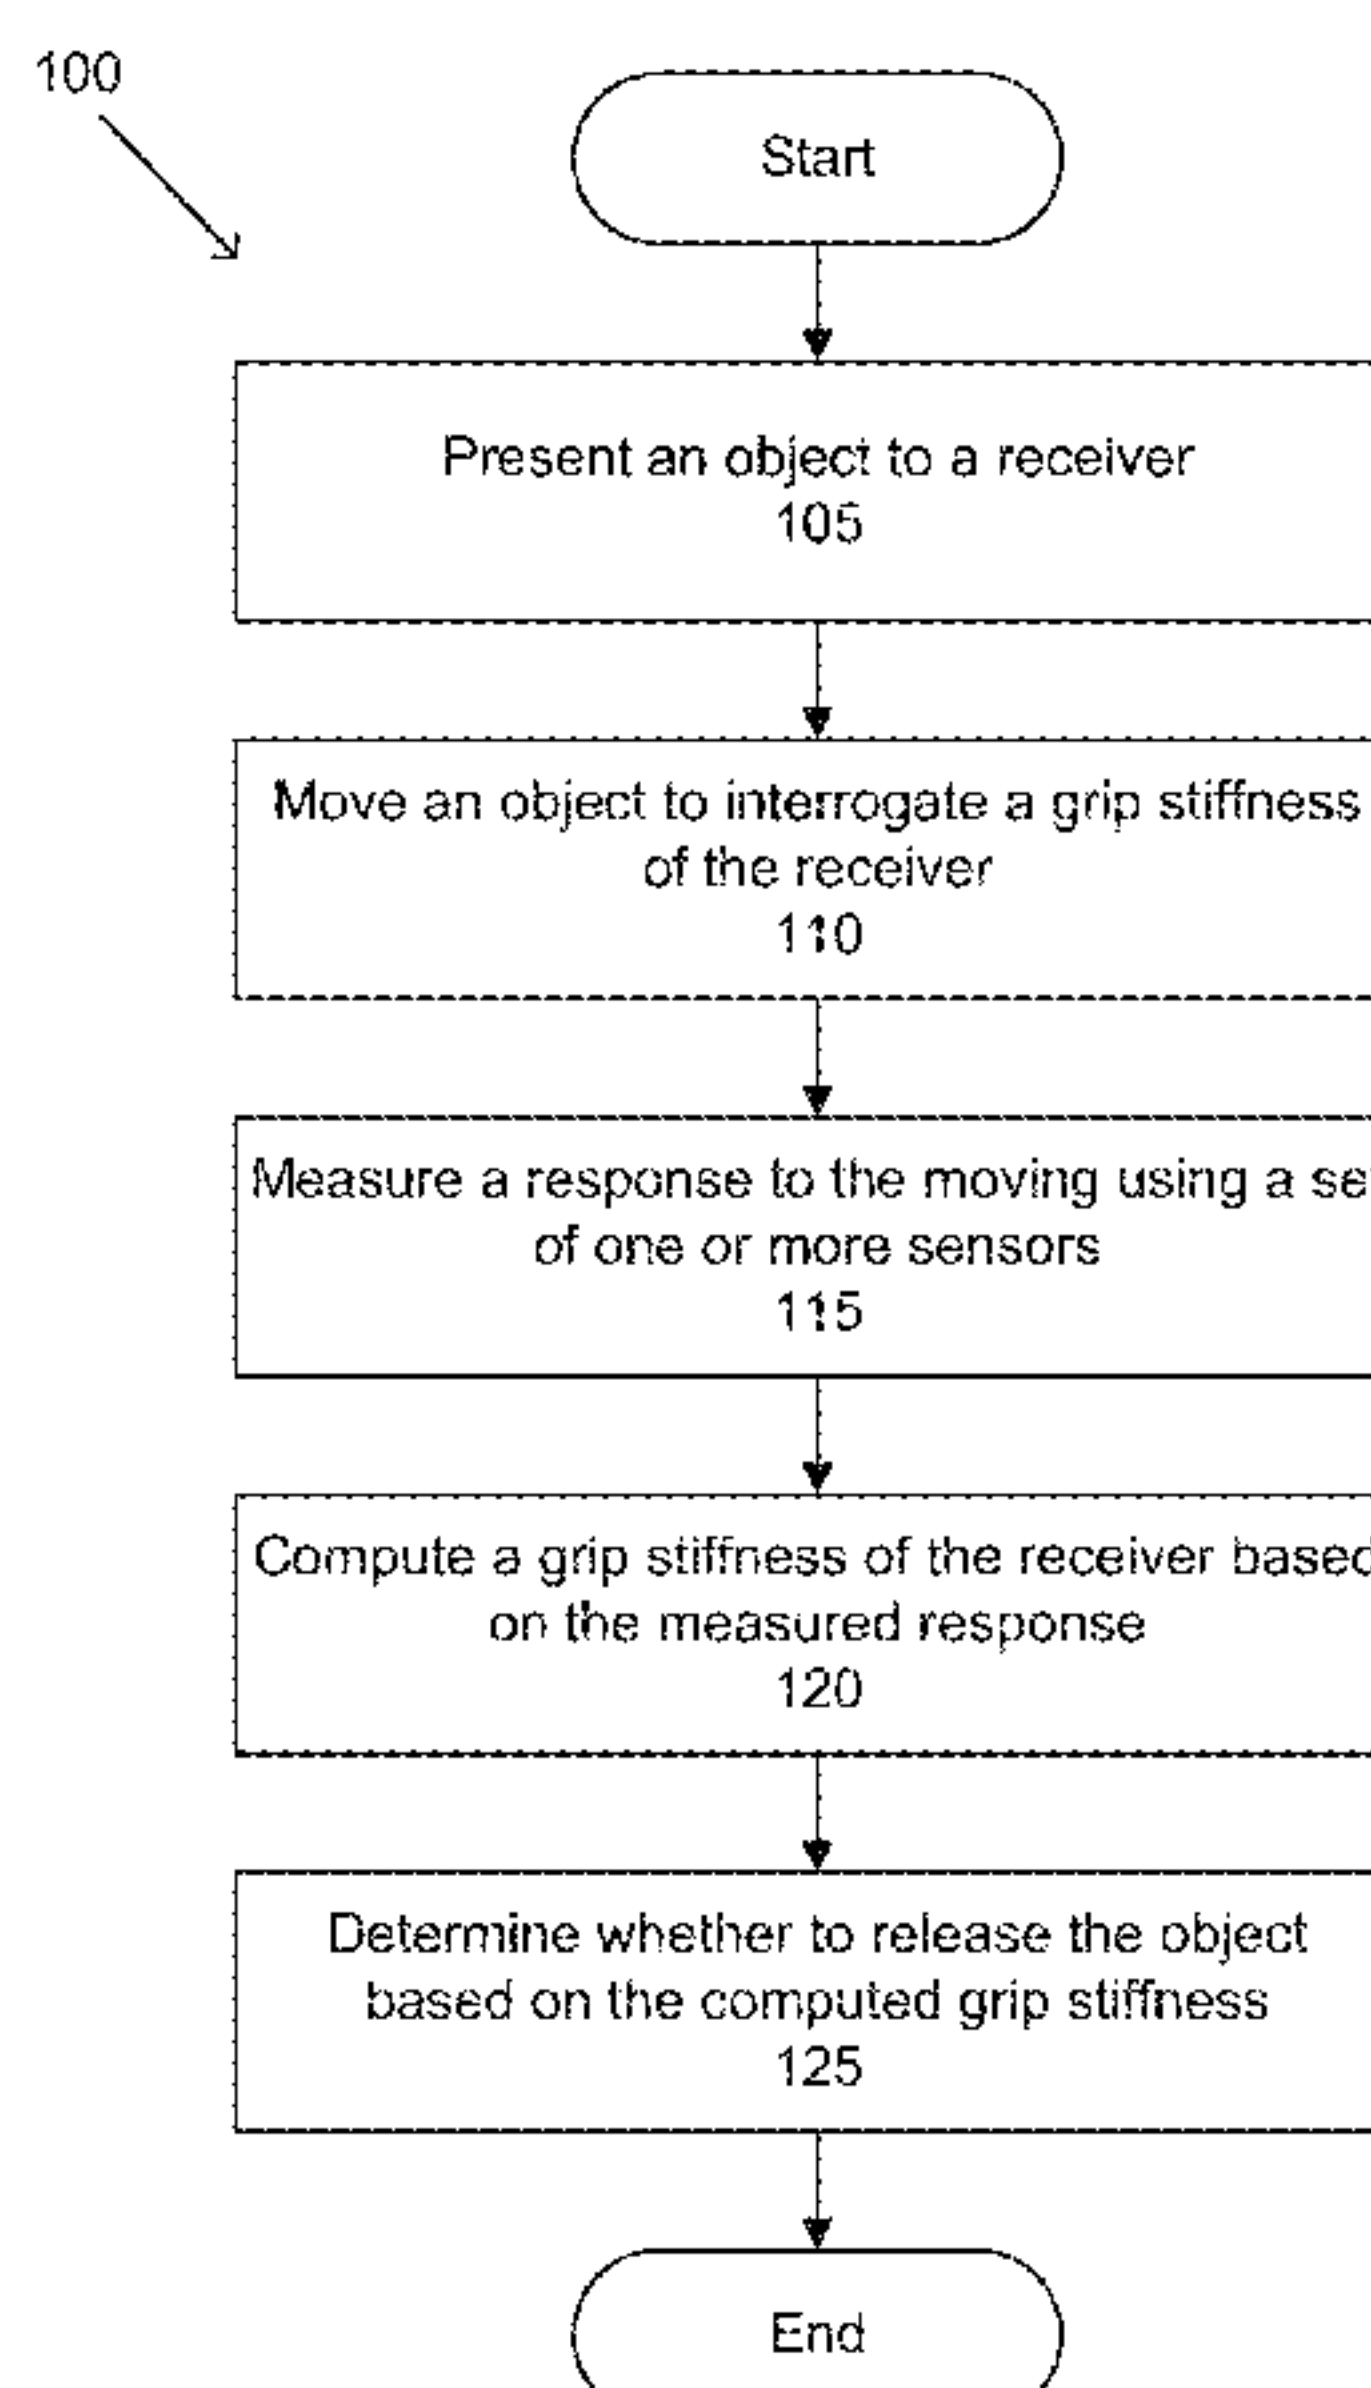 100
Start
Present an object to a receiver
105
Move an object to interrogate a grip stiffness
of the receiver
110
Measure a response to the moving using a se
of one or more sensors
115
Compute a grip stiffness of the receiver based
on the measured response
120
Determine whether to release the object
based on the computed grip stiffness
125
End